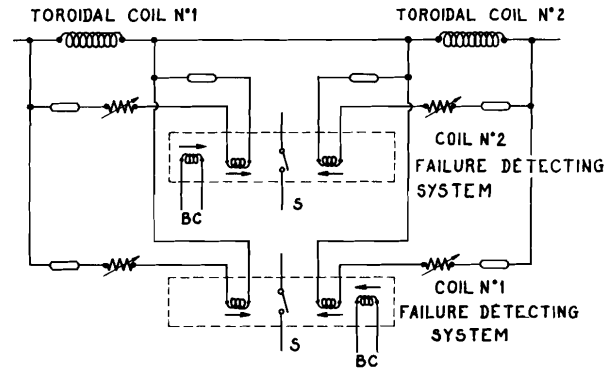 TOROIDAL COIL N°1
TOROIDAL COIL N°2
COIL N°2
FAILURE DETECTING
SYSTEM
BC
S
COIL N°1
FAILURE DETECTING
SYSTEM
S
BC